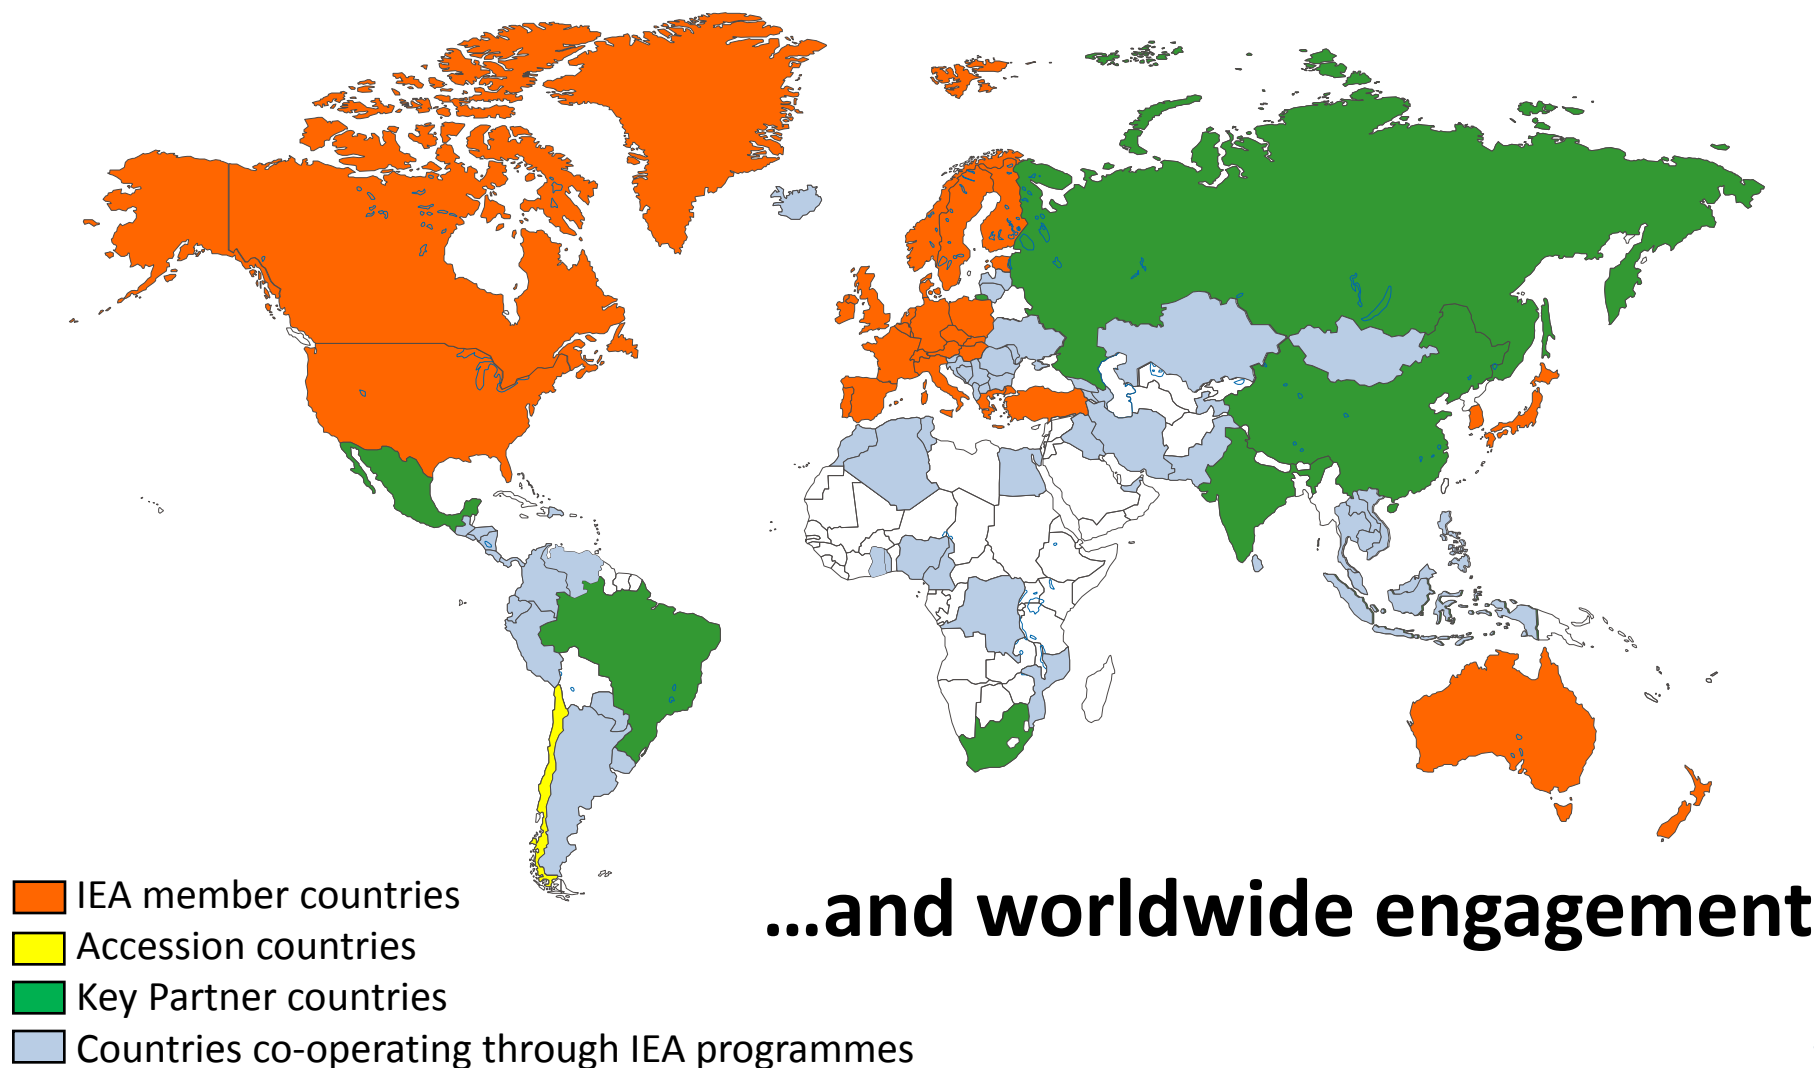 IEA member countries
...and worldwide engagement
Accession countries
Key Partner countries
Countries co-operating through IEA programmes